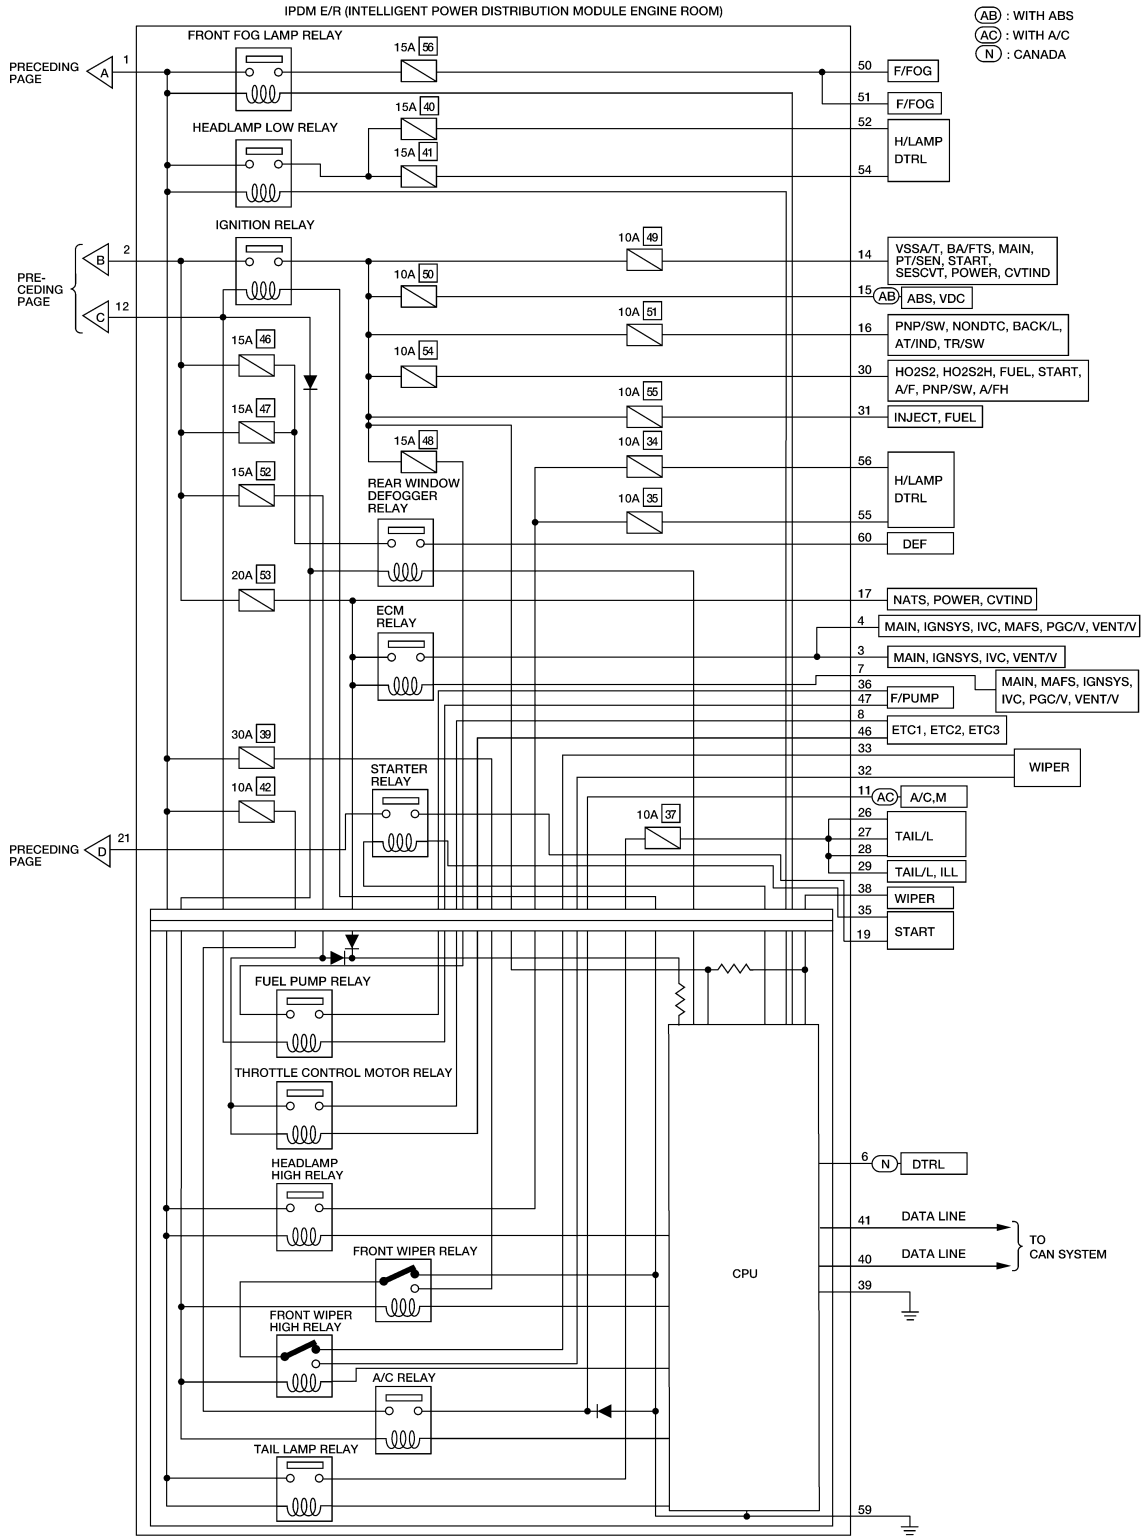 IPDM E/R (INTELLIGENT POWER DISTRIBUTION MODULE ENGINE ROOM)
AB : WITH ABS
AC : WITH A/C
N : CANADA
FRONT FOG LAMP RELAY
PRECEDING
PAGE
A
1
15A 56
50
F/FOG
51
F/FOG
15A 40
52
HEADLAMP LOW RELAY
H/LAMP
DTRL
15A 41
54
IGNITION RELAY
PRE-
CEDING
PAGE
B
2
C
12
10A 49
14
VSSA/T, BA/FTS, MAIN,
PT/SEN, START,
SESCVT, POWER, CVTIND
10A 50
15
AB
ABS, VDC
10A 51
16
PNP/SW, NONDTC, BACK/L,
AT/IND, TR/SW
15A 46
10A 54
30
HO2S2, HO2S2H, FUEL, START,
A/F, PNP/SW, A/FH
15A 47
10A 55
31
INJECT, FUEL
15A 48
10A 34
56
H/LAMP
DTRL
15A 52
REAR WINDOW
DEFOGGER
RELAY
10A 35
55
60
DEF
20A 53
17
NATS, POWER, CVTIND
ECM
RELAY
4
MAIN, IGNSYS, IVC, MAFS, PGC/V, VENT/V
3
MAIN, IGNSYS, IVC, VENT/V
7
MAIN, MAFS, IGNSYS,
IVC, PGC/V, VENT/V
36
47
F/PUMP
8
46
ETC1, ETC2, ETC3
30A 39
33
WIPER
32
STARTER
RELAY
10A 42
11
AC
A/C,M
10A 37
26
27
TAIL/L
28
29
TAIL/L, ILL
PRECEDING
PAGE
D
21
38
WIPER
35
START
19
FUEL PUMP RELAY
THROTTLE CONTROL MOTOR RELAY
HEADLAMP
HIGH RELAY
6
N
DTRL
41
DATA LINE
40
DATA LINE
TO
CAN SYSTEM
FRONT WIPER RELAY
CPU
39
FRONT WIPER
HIGH RELAY
A/C RELAY
TAIL LAMP RELAY
59